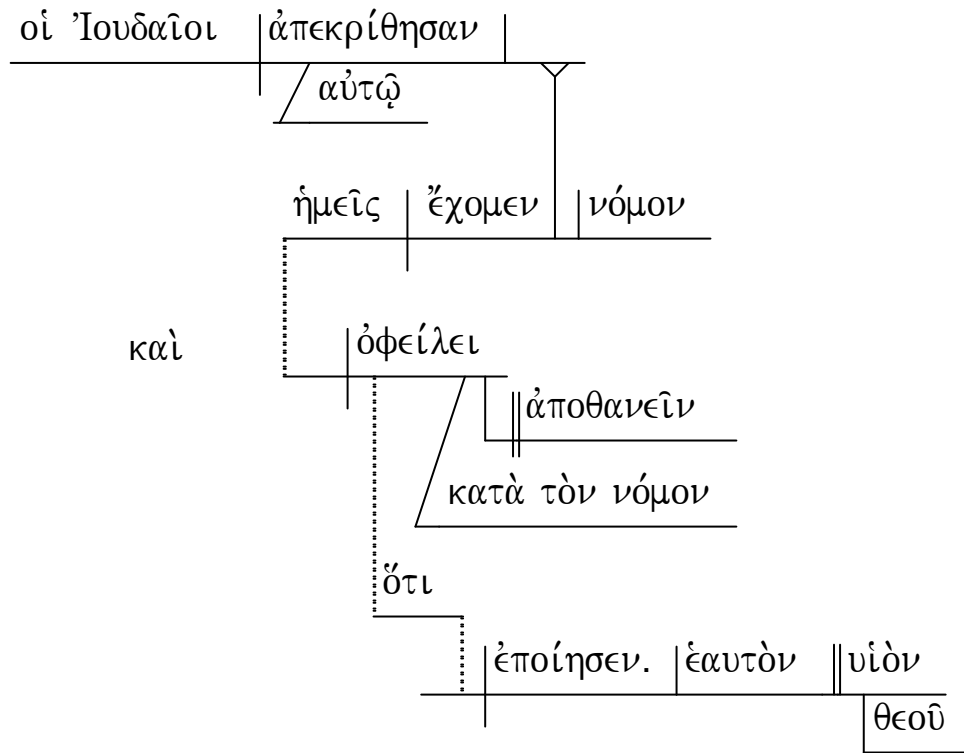 οἱ Ἰουδαῖοι ἀπεκρίθησαν
αὐτῷ
ἡμεῖς ἔχομεν νόμον
καὶ ὀφείλει
ἀποθανεῖν
κατὰ τὸν νόμον
ὅτι
ἐποίησεν. ἑαυτὸν υἱὸν
θεοῦ